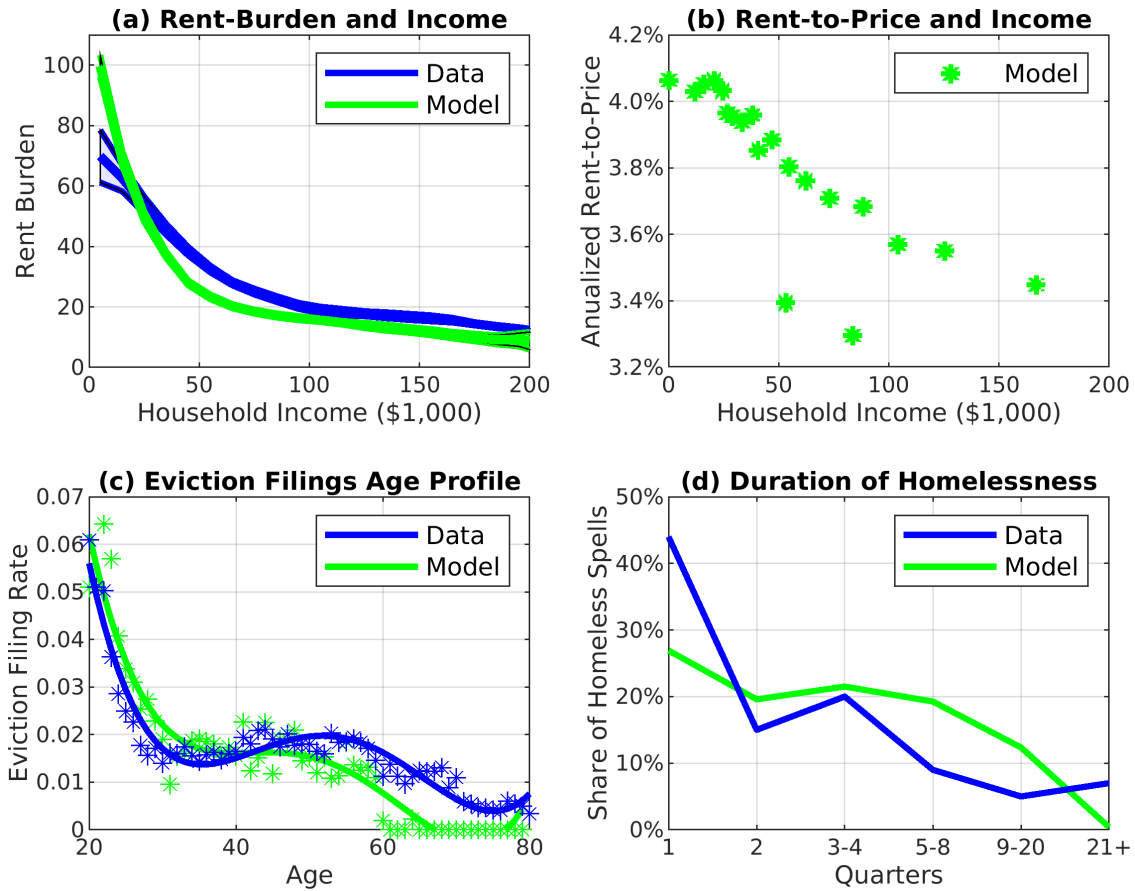 (a) Rent-Burden and Income
Rent Burden
100
80
60
40
20
0
0 50 100 150 200
Household Income ($1,000)
Data
Model
(b) Rent-to-Price and Income
Anualized Rent-to-Price
4.2%
4.0%
3.8%
3.6%
3.4%
3.2%
0 50 100 150 200
Household Income ($1,000)
Model
(c) Eviction Filings Age Profile
Eviction Filing Rate
0.07
0.06
0.05
0.04
0.03
0.02
0.01
0
20 40 60 80
Age
Data
Model
(d) Duration of Homelessness
Share of Homeless Spells
50%
40%
30%
20%
10%
0%
1 2 3-4 5-8 9-20 21+
Quarters
Data
Model